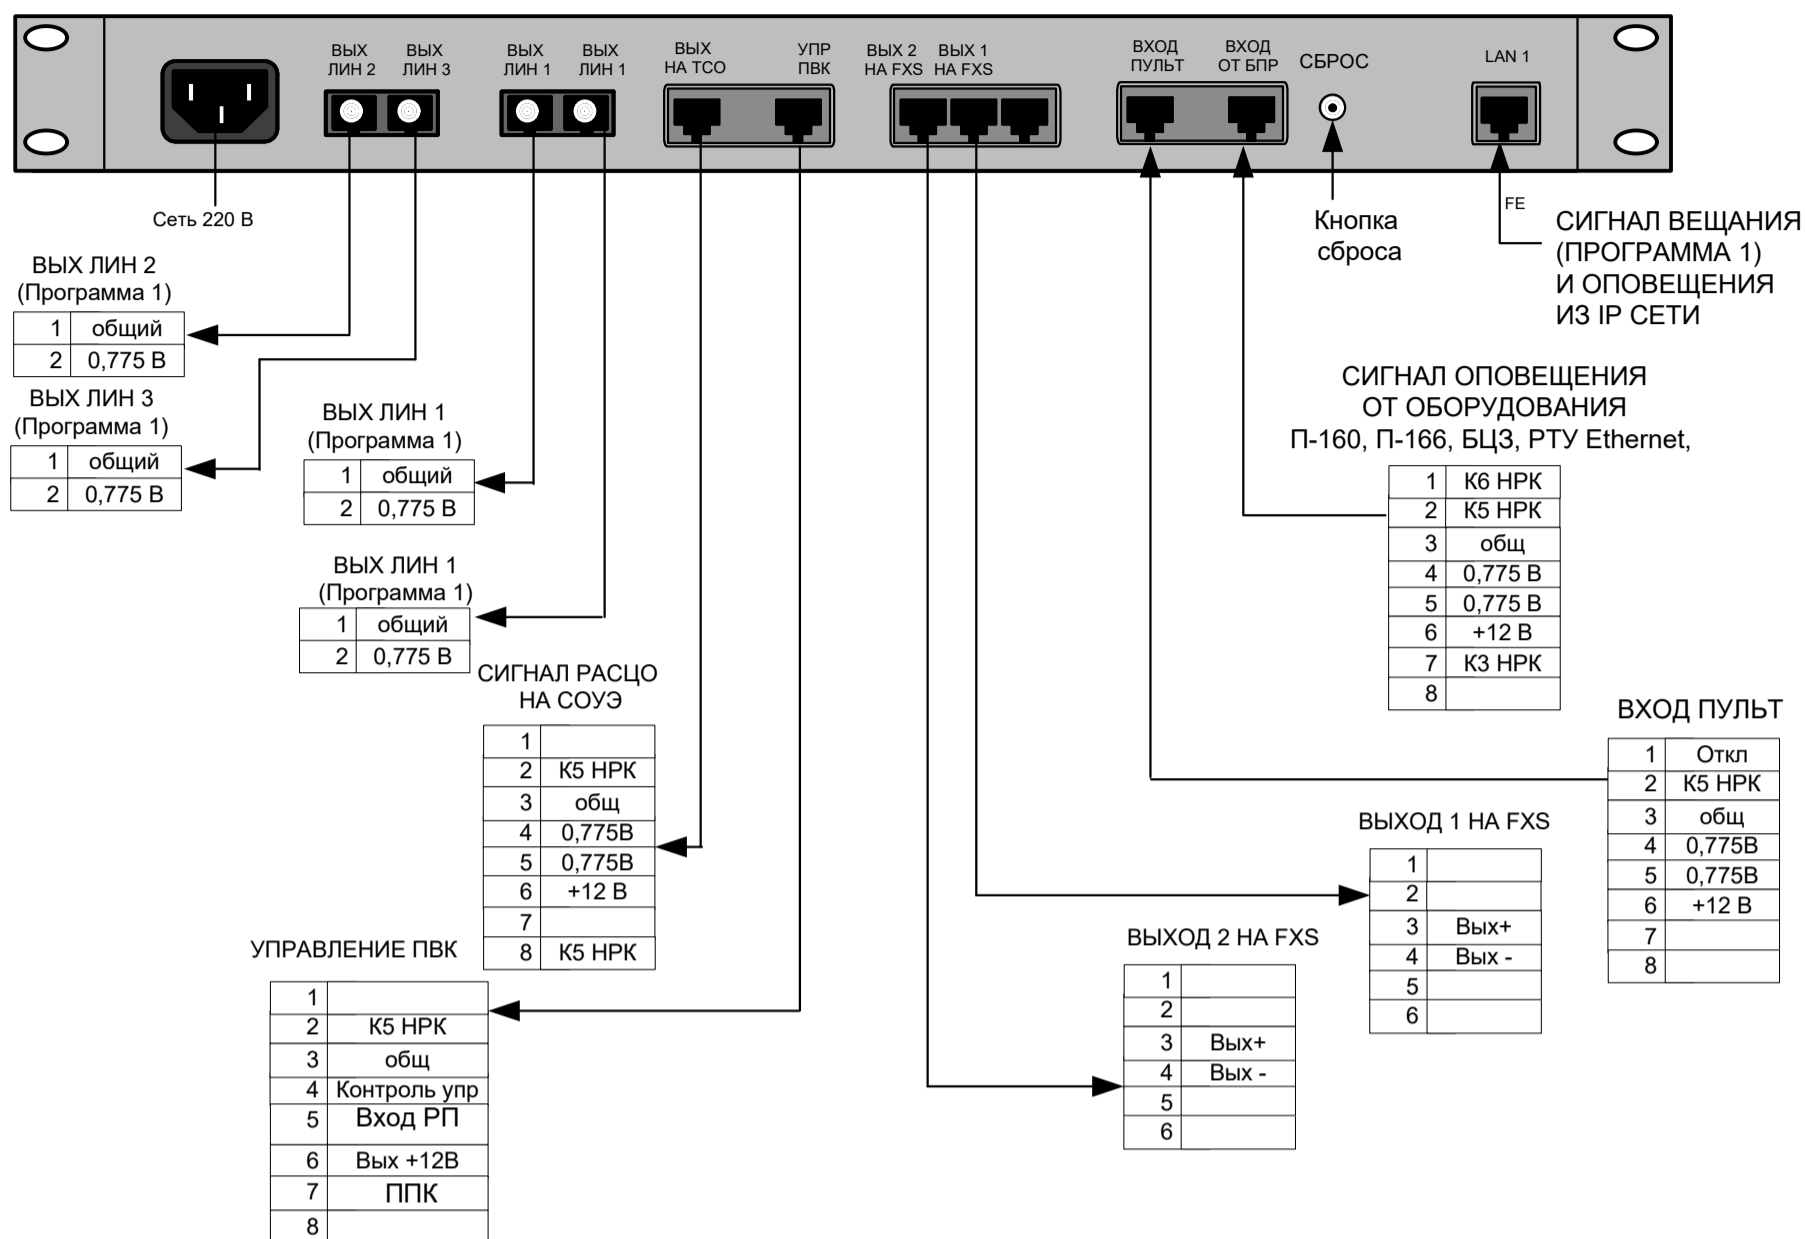 ВЫХ
ЛИН 2
ВЫХ
ЛИН 3
ВЫХ
ЛИН 1
ВЫХ
ЛИН 1
ВЫХ
НА ТСО
УПР
ПВК
ВЫХ 2
НА FXS
ВЫХ 1
НА FXS
ВХОД
ПУЛЬТ
ВХОД
ОТ БПР
СБРОС
LAN 1
Сеть 220 В
Кнопка
сброса
FE
СИГНАЛ ВЕЩАНИЯ
(ПРОГРАММА 1)
И ОПОВЕЩЕНИЯ
ИЗ IP СЕТИ
ВЫХ ЛИН 2
(Программа 1)
1 общий
2 0,775 В
ВЫХ ЛИН 3
(Программа 1)
1 общий
2 0,775 В
ВЫХ ЛИН 1
(Программа 1)
1 общий
2 0,775 В
ВЫХ ЛИН 1
(Программа 1)
1 общий
2 0,775 В
СИГНАЛ ОПОВЕЩЕНИЯ
ОТ ОБОРУДОВАНИЯ
П-160, П-166, БЦЗ, РТУ Ethernet,
1 К6 НРК
2 К5 НРК
3 общ
4 0,775 В
5 0,775 В
6 +12 В
7 К3 НРК
8
СИГНАЛ РАСЦО
НА СОУЭ
1
2 К5 НРК
3 общ
4 0,775В
5 0,775В
6 +12 В
7
8 К5 НРК
ВХОД ПУЛЬТ
1 Откл
2 К5 НРК
3 общ
4 0,775В
5 0,775В
6 +12 В
7
8
ВЫХОД 1 НА FXS
1
2
3 Вых+
4 Вых -
5
6
ВЫХОД 2 НА FXS
1
2
3 Вых+
4 Вых -
5
6
УПРАВЛЕНИЕ ПВК
1
2 К5 НРК
3 общ
4 Контроль упр
5 Вход РП
6 Вых +12В
7 ППК
8